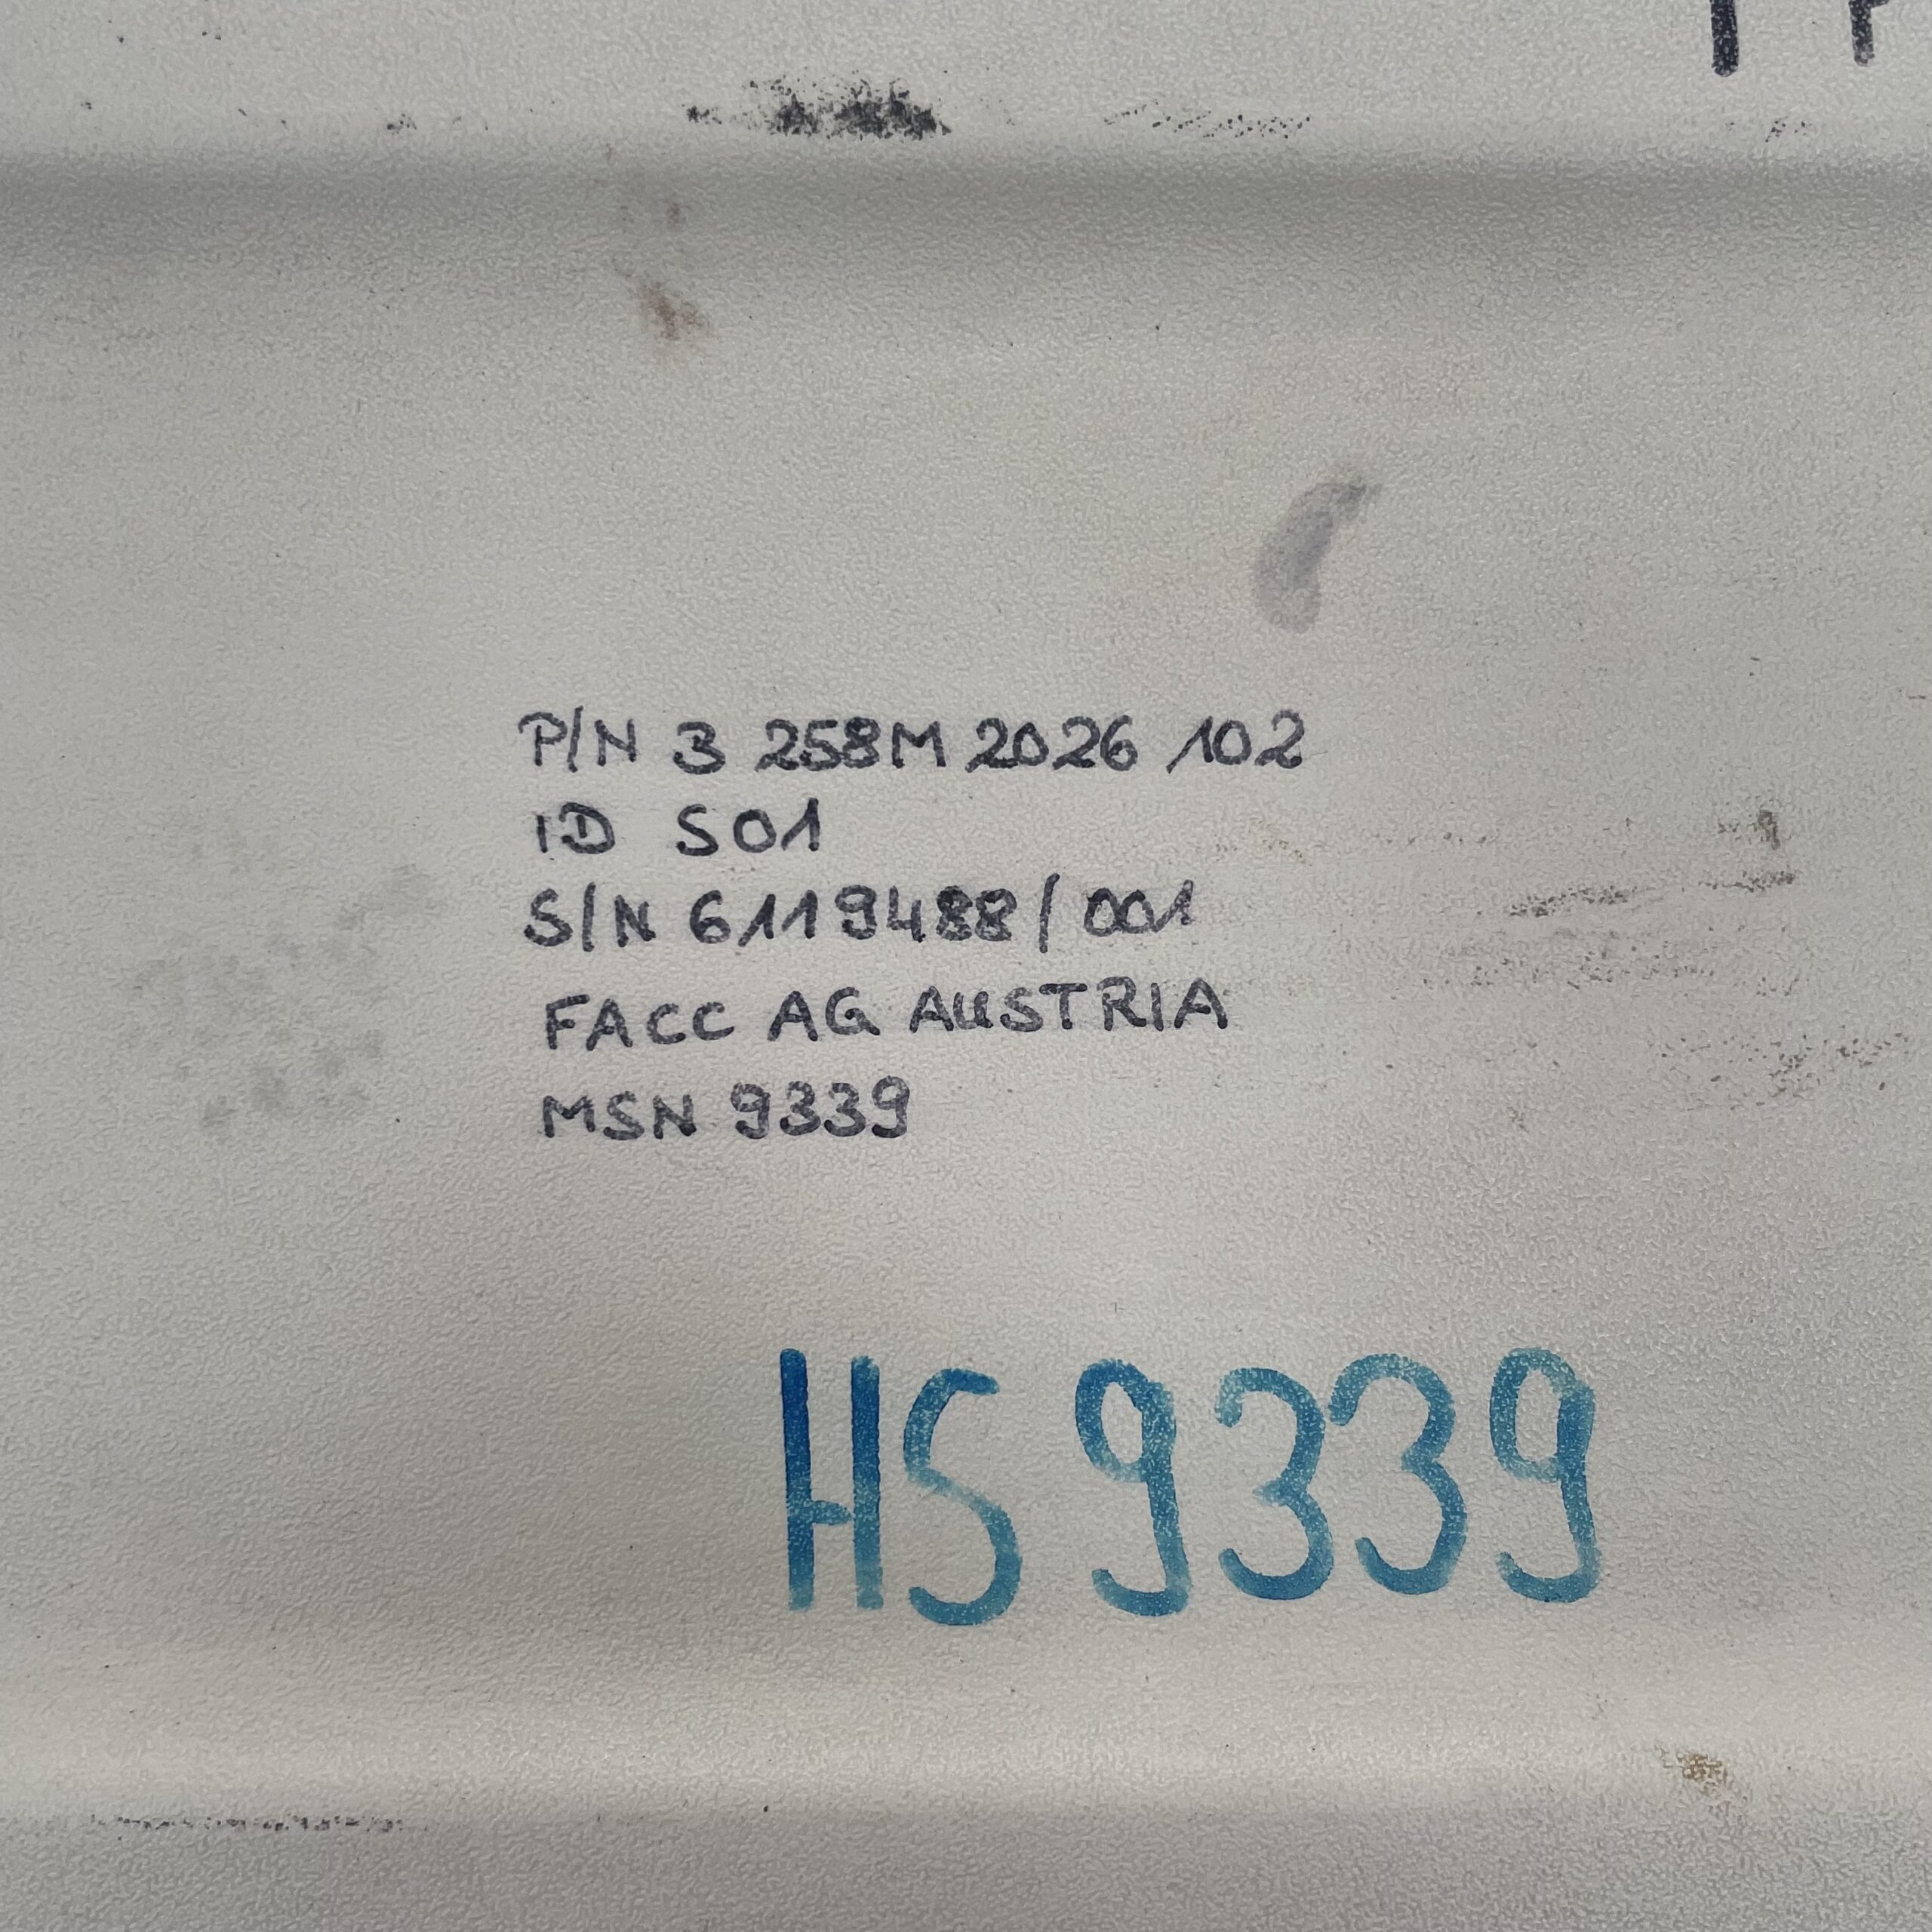 P/N 3 258M 2026 102
ID S01
S/N 6119488/001
FACC AG AUSTRIA
MSN 9339
HS 9339